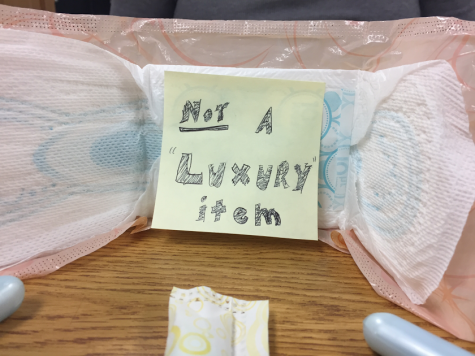 Not A
"Luxury"
item